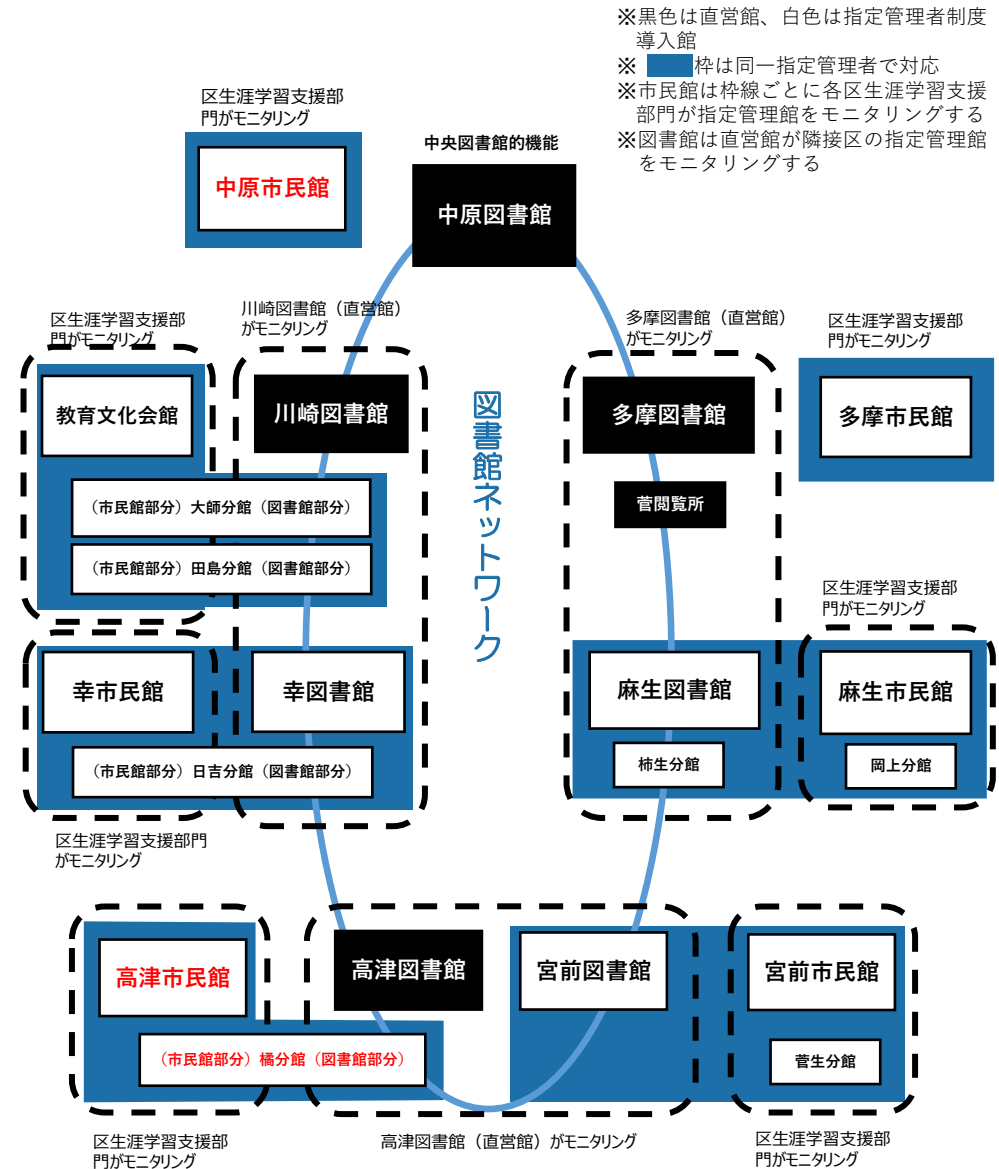 ※黒色は直営館、白色は指定管理者制度
導入館
※ 枠は同一指定管理者で対応
※市民館は枠線ごとに各区生涯学習支援
部門が指定管理館をモニタリングする
※図書館は直営館が隣接区の指定管理館
をモニタリングする
区生涯学習支援部
門がモニタリング
中原市民館
中央図書館的機能
中原図書館
区生涯学習支援部
門がモニタリング
川崎図書館（直営館）
がモニタリング
多摩図書館（直営館）
がモニタリング
区生涯学習支援部
門がモニタリング
教育文化会館
川崎図書館
図書館ネットワーク
多摩図書館
多摩市民館
（市民館部分）大師分館（図書館部分）
菅閲覧所
（市民館部分）田島分館（図書館部分）
区生涯学習支援部
門がモニタリング
幸市民館
幸図書館
麻生図書館
麻生市民館
（市民館部分）日吉分館（図書館部分）
柿生分館
岡上分館
区生涯学習支援部門
がモニタリング
高津市民館
高津図書館
宮前図書館
宮前市民館
（市民館部分）橘分館（図書館部分）
菅生分館
区生涯学習支援部
門がモニタリング
高津図書館（直営館）がモニタリング
区生涯学習支援部
門がモニタリング